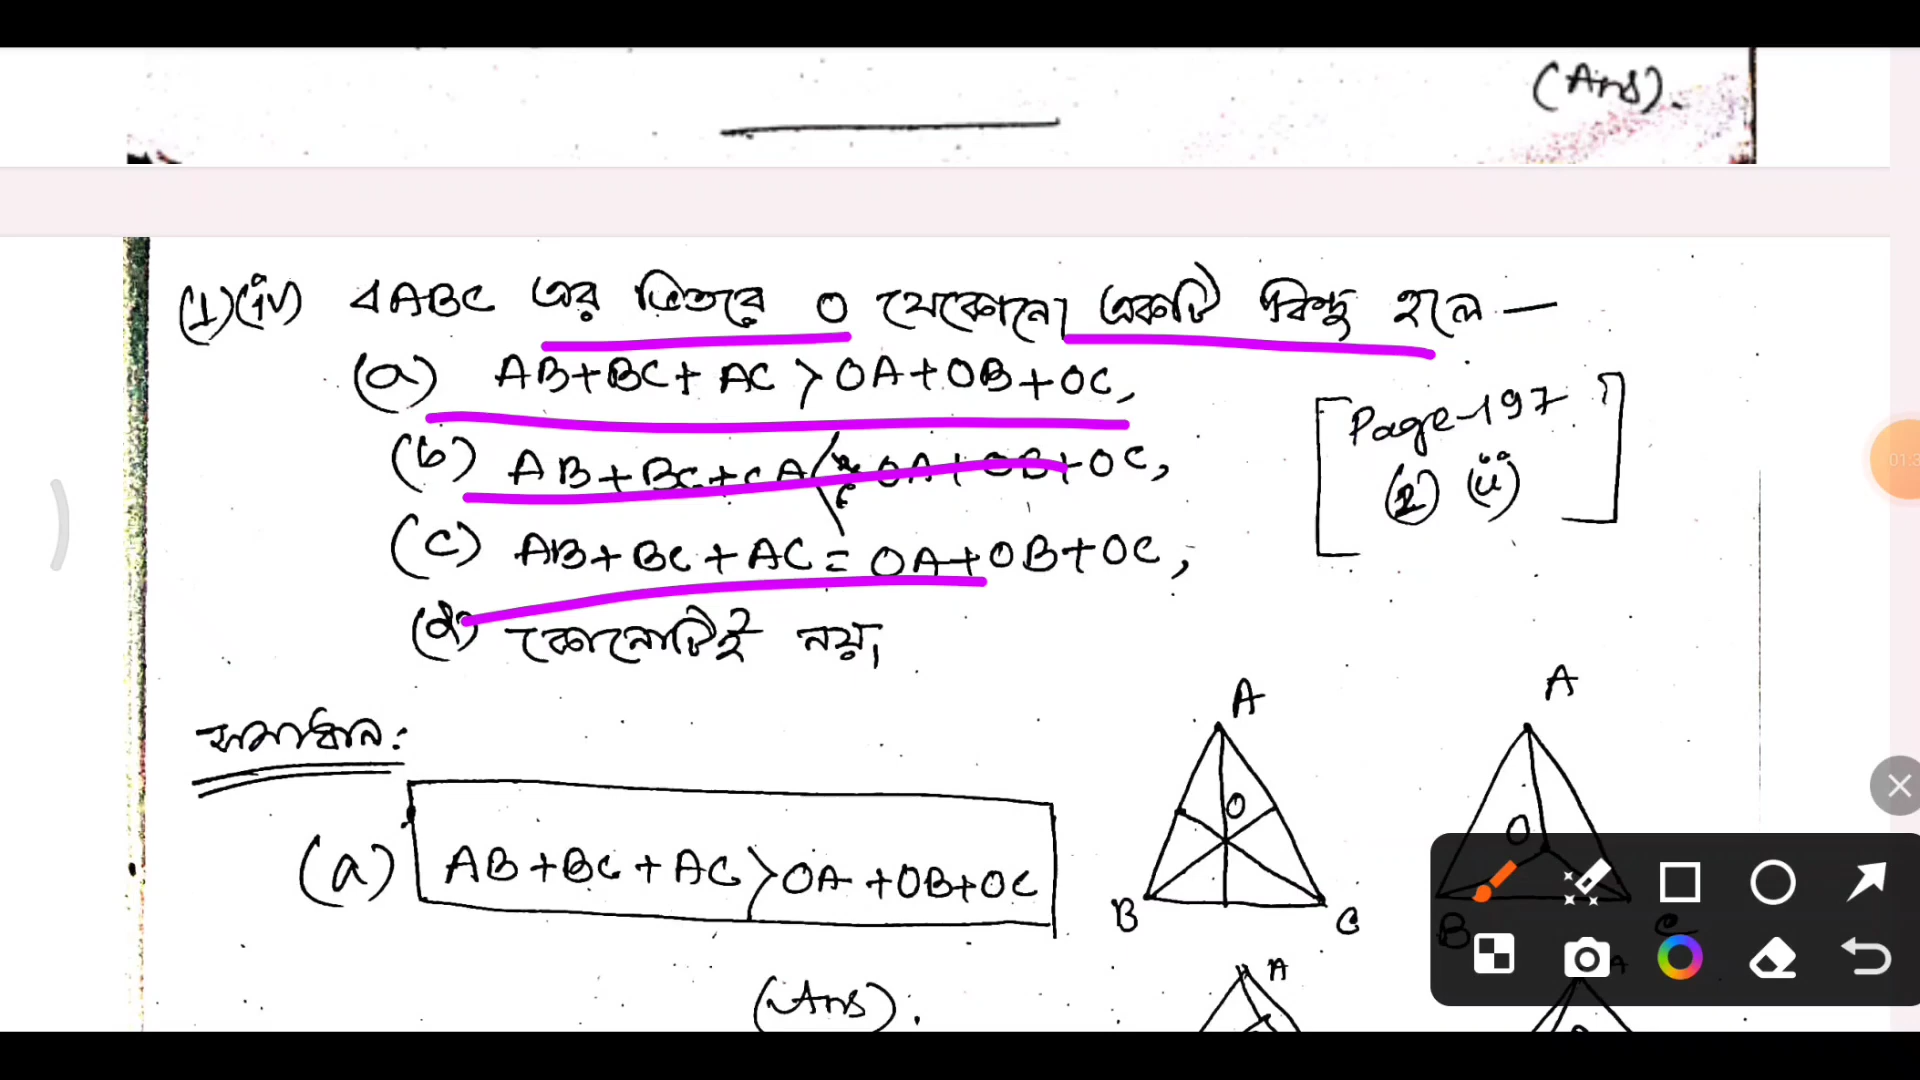 (Ans).
(1)(iv) ∠ABC এর ভিতরে O যেকোনো একটি বিন্দু হলে —
(a) AB+BC+AC > OA+OB+OC,
(b) AB+BC+CA < OA+OB+OC,
[Page-197
(2) (ii)]
(c) AB+BC+AC = OA+OB+OC,
(d) কোনোটিই নয়,
সমাধান:
A
A
O
O
(a) AB+BC+AC > OA+OB+OC
B
C
B
C
(Ans).
A
A